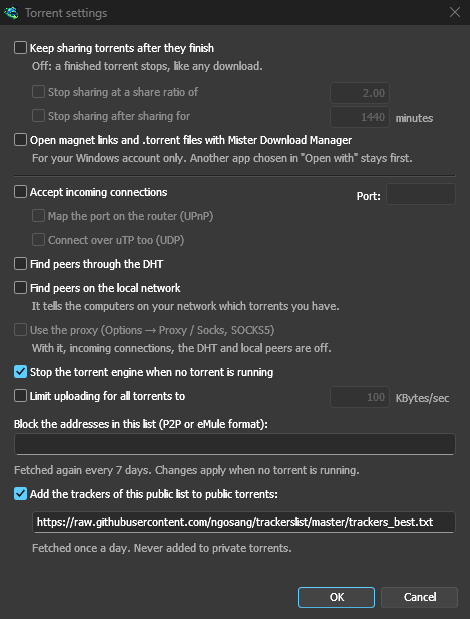 Torrent settings
Keep sharing torrents after they finish
Off: a finished torrent stops, like any download.
Stop sharing at a share ratio of 2.00
Stop sharing after sharing for 1440 minutes
Open magnet links and .torrent files with Mister Download Manager
For your Windows account only. Another app chosen in "Open with" stays first.
Accept incoming connections Port:
Map the port on the router (UPnP)
Connect over uTP too (UDP)
Find peers through the DHT
Find peers on the local network
It tells the computers on your network which torrents you have.
Use the proxy (Options → Proxy / Socks, SOCKS5)
With it, incoming connections, the DHT and local peers are off.
Stop the torrent engine when no torrent is running
Limit uploading for all torrents to 100 KBytes/sec
Block the addresses in this list (P2P or eMule format):
Fetched again every 7 days. Changes apply when no torrent is running.
Add the trackers of this public list to public torrents:
https://raw.githubusercontent.com/ngosang/trackerslist/master/trackers_best.txt
Fetched once a day. Never added to private torrents.
OK Cancel